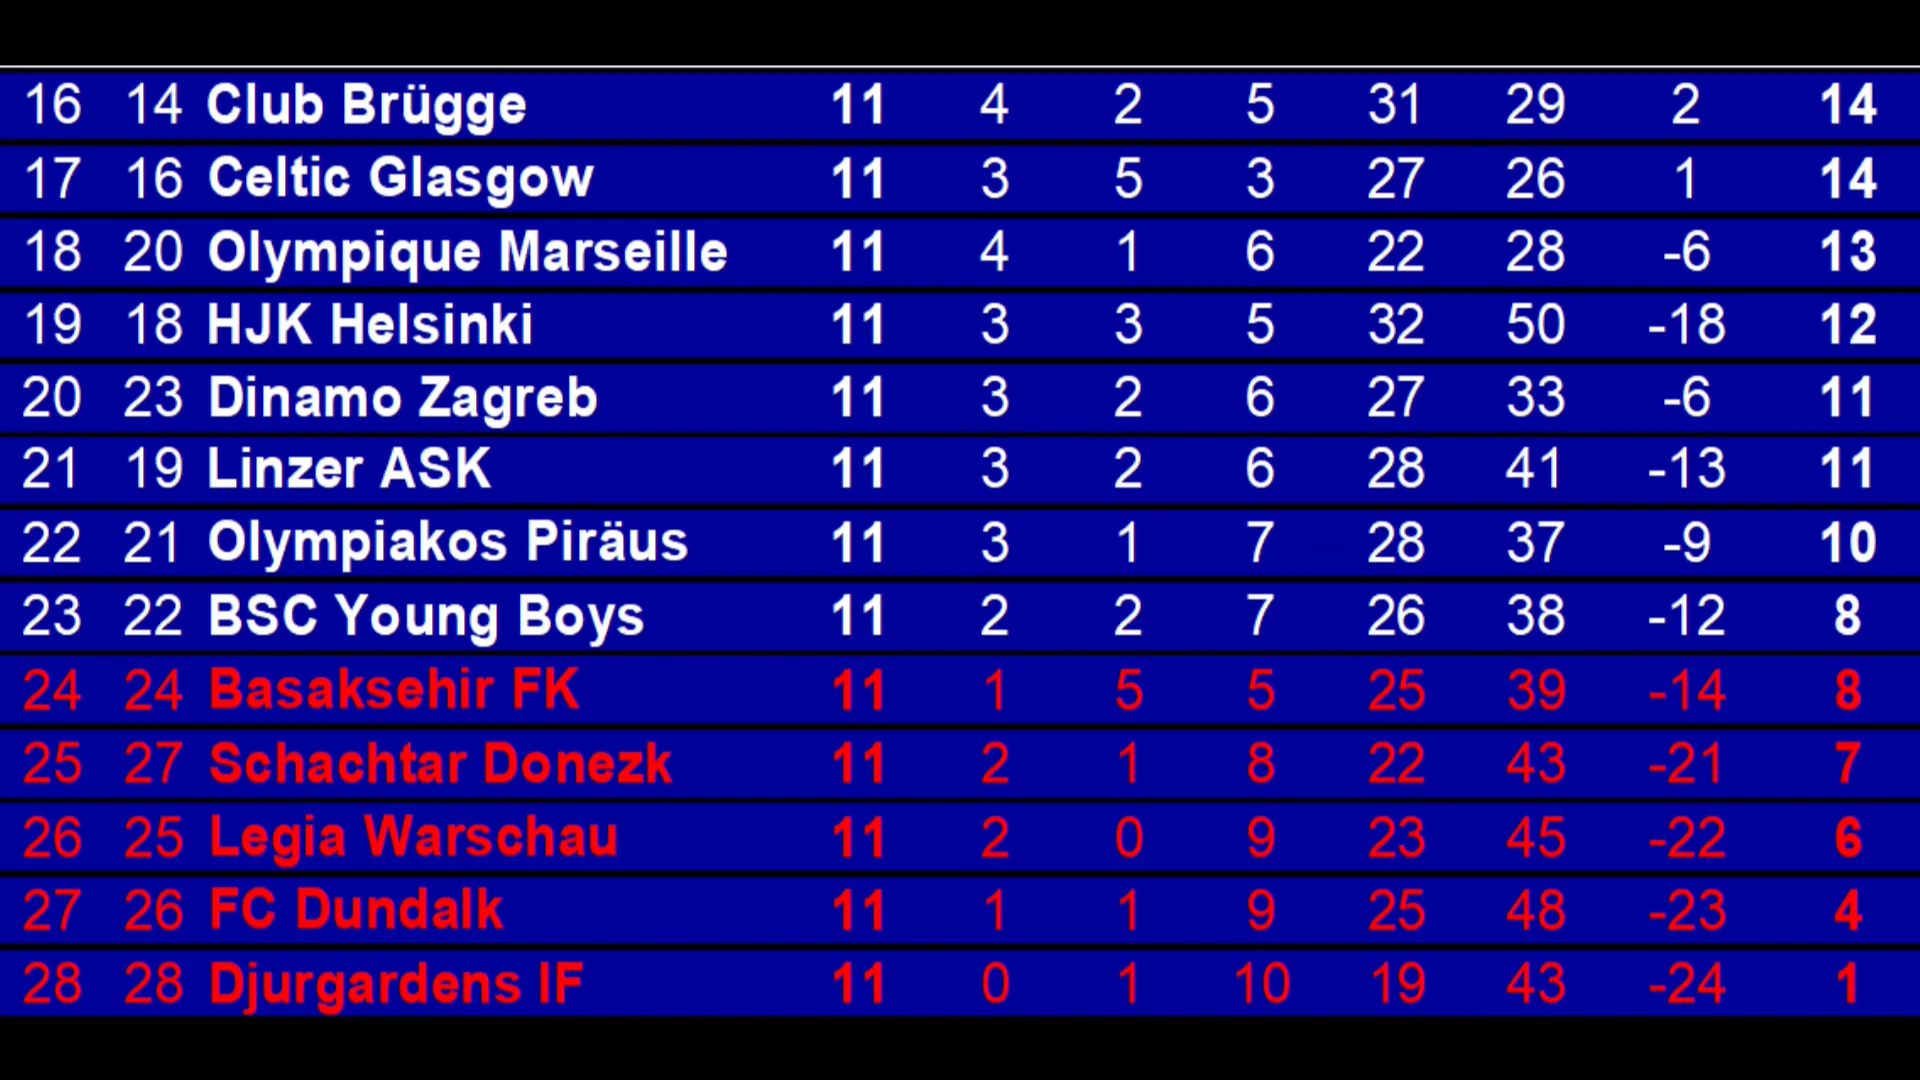 16 14 Club Brügge 11 4 2 5 31 29 2 14
17 16 Celtic Glasgow 11 3 5 3 27 26 1 14
18 20 Olympique Marseille 11 4 1 6 22 28 -6 13
19 18 HJK Helsinki 11 3 3 5 32 50 -18 12
20 23 Dinamo Zagreb 11 3 2 6 27 33 -6 11
21 19 Linzer ASK 11 3 2 6 28 41 -13 11
22 21 Olympiakos Piräus 11 3 1 7 28 37 -9 10
23 22 BSC Young Boys 11 2 2 7 26 38 -12 8
24 24 Basaksehir FK 11 1 5 5 25 39 -14 8
25 27 Schachtar Donezk 11 2 1 8 22 43 -21 7
26 25 Legia Warschau 11 2 0 9 23 45 -22 6
27 26 FC Dundalk 11 1 1 9 25 48 -23 4
28 28 Djurgardens IF 11 0 1 10 19 43 -24 1